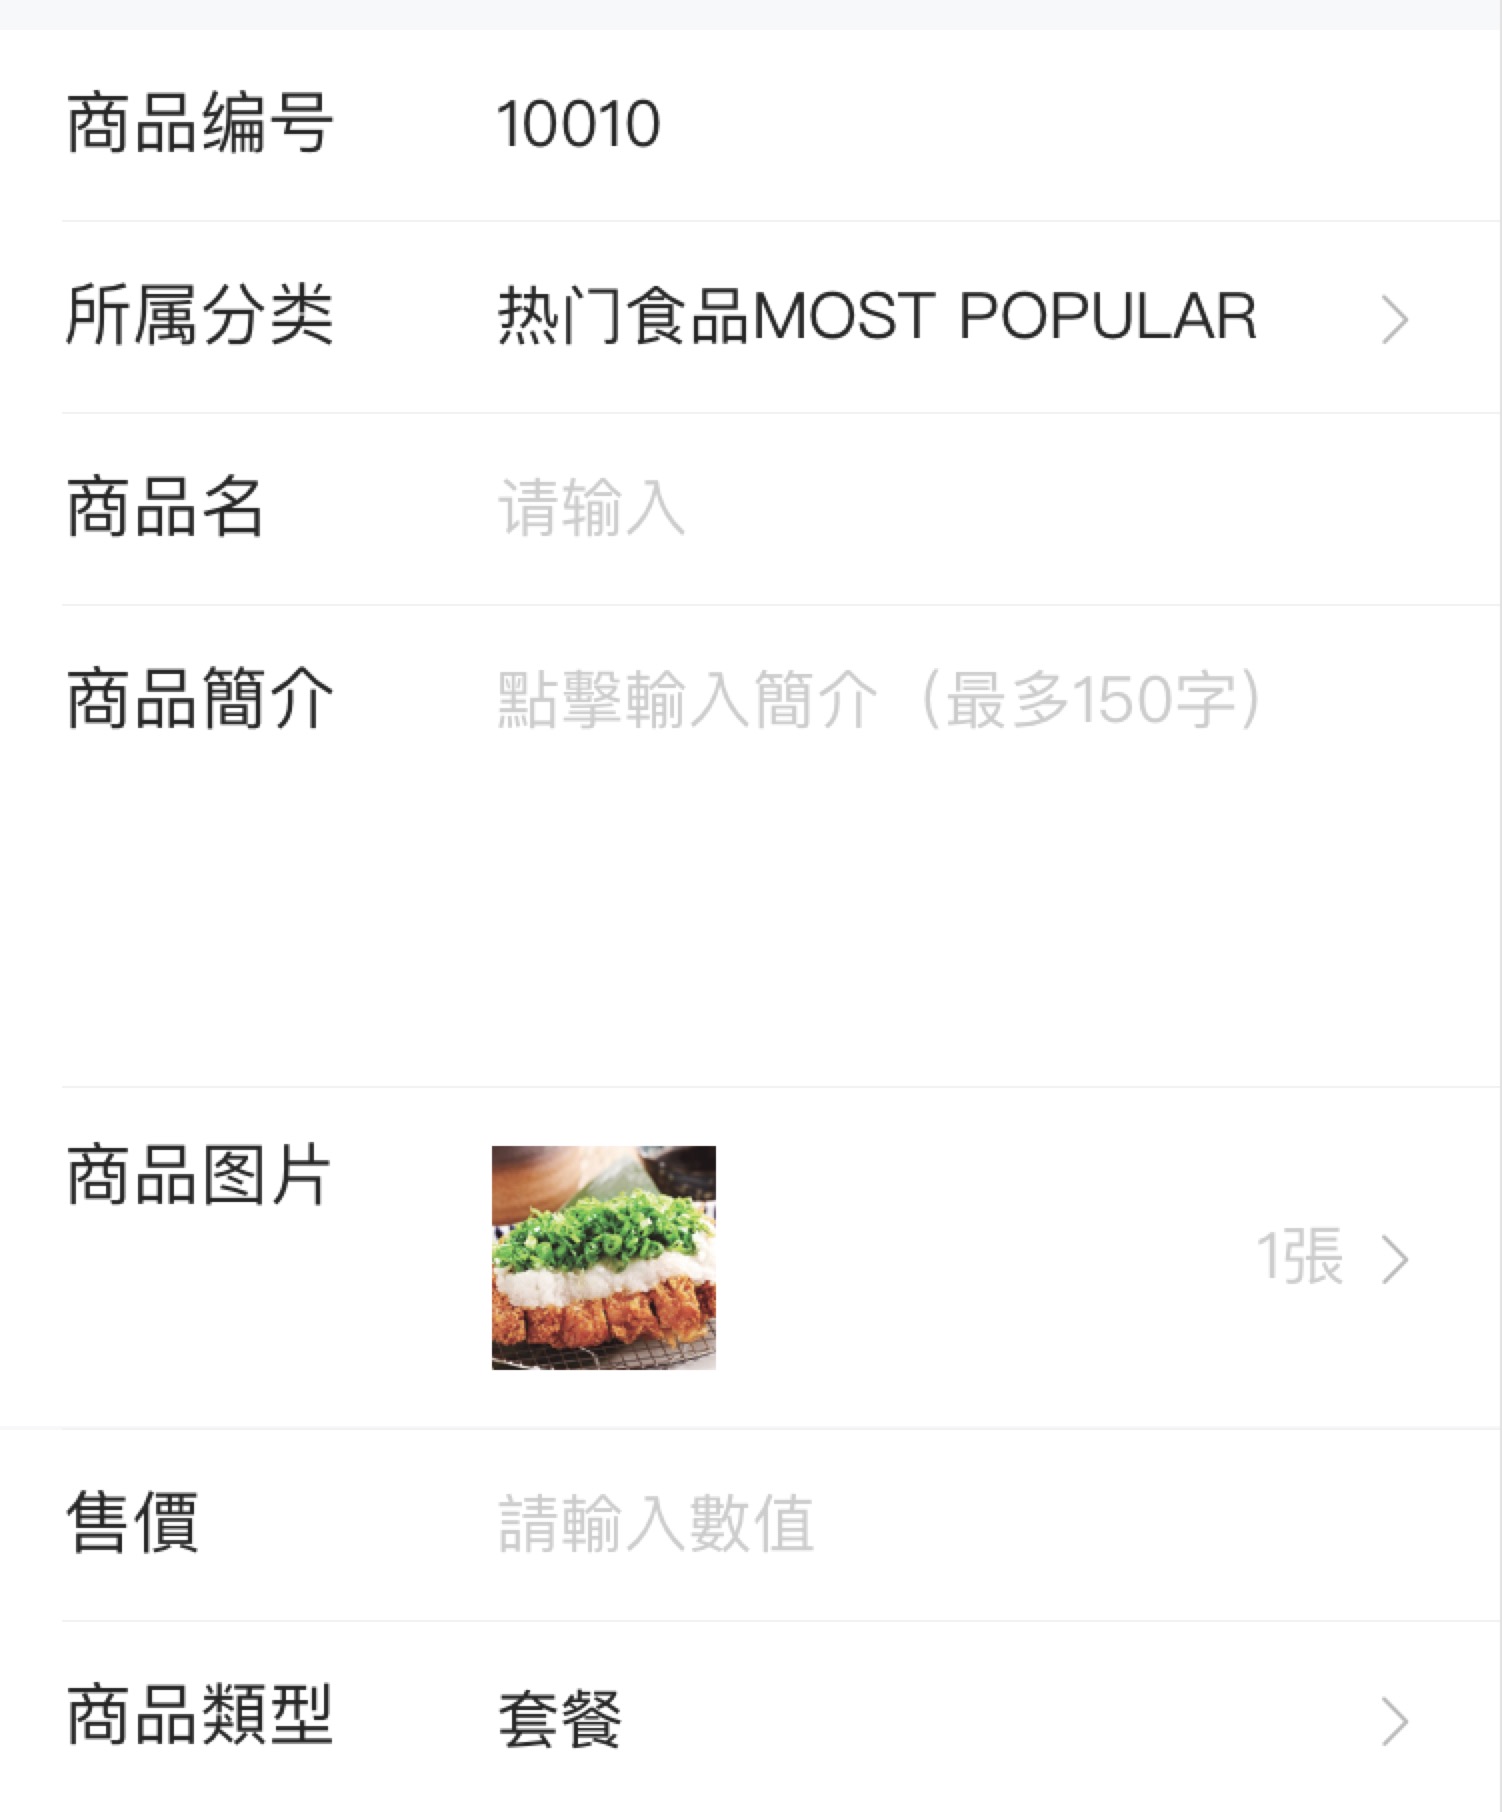 商品编号 10010
所属分类 热门食品MOST POPULAR
商品名 请输入
商品簡介 點擊輸入簡介（最多150字）
商品图片
1張
售價 請輸入數值
商品類型 套餐